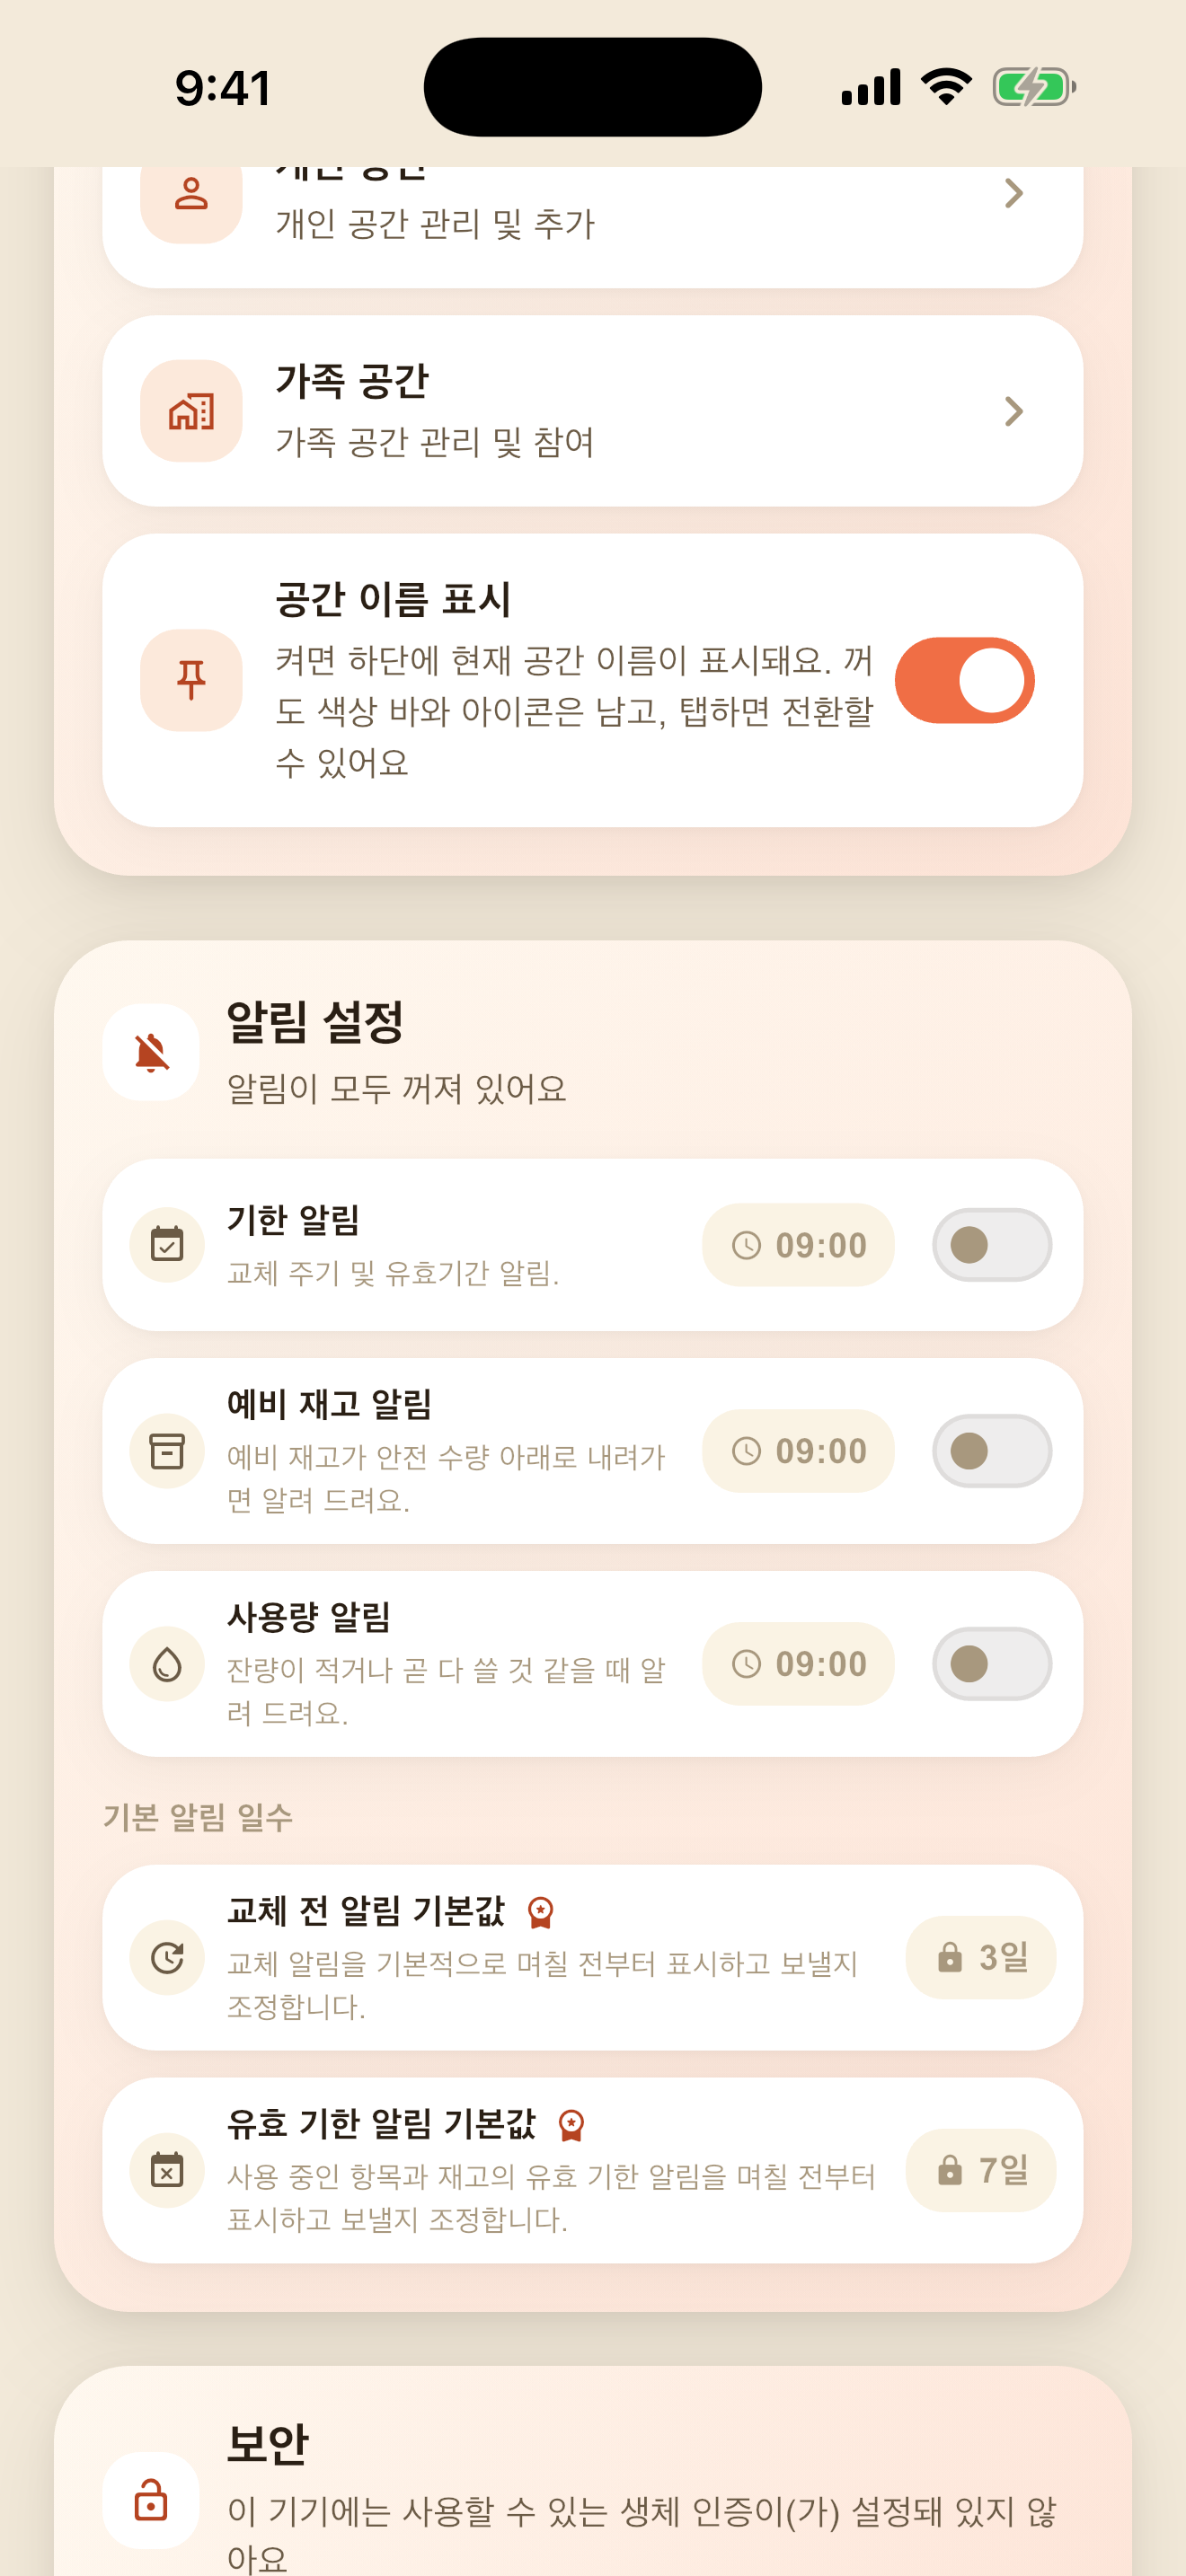 9:41
개인 공간 관리 및 추가
가족 공간
가족 공간 관리 및 참여
공간 이름 표시
켜면 하단에 현재 공간 이름이 표시돼요. 꺼
도 색상 바와 아이콘은 남고, 탭하면 전환할
수 있어요
알림 설정
알림이 모두 꺼져 있어요
기한 알림
교체 주기 및 유효기간 알림.
09:00
예비 재고 알림
예비 재고가 안전 수량 아래로 내려가
면 알려 드려요.
09:00
사용량 알림
잔량이 적거나 곧 다 쓸 것 같을 때 알
려 드려요.
09:00
기본 알림 일수
교체 전 알림 기본값
교체 알림을 기본적으로 며칠 전부터 표시하고 보낼지
조정합니다.
3일
유효 기한 알림 기본값
사용 중인 항목과 재고의 유효 기한 알림을 며칠 전부터
표시하고 보낼지 조정합니다.
7일
보안
이 기기에는 사용할 수 있는 생체 인증이(가) 설정돼 있지 않
아요